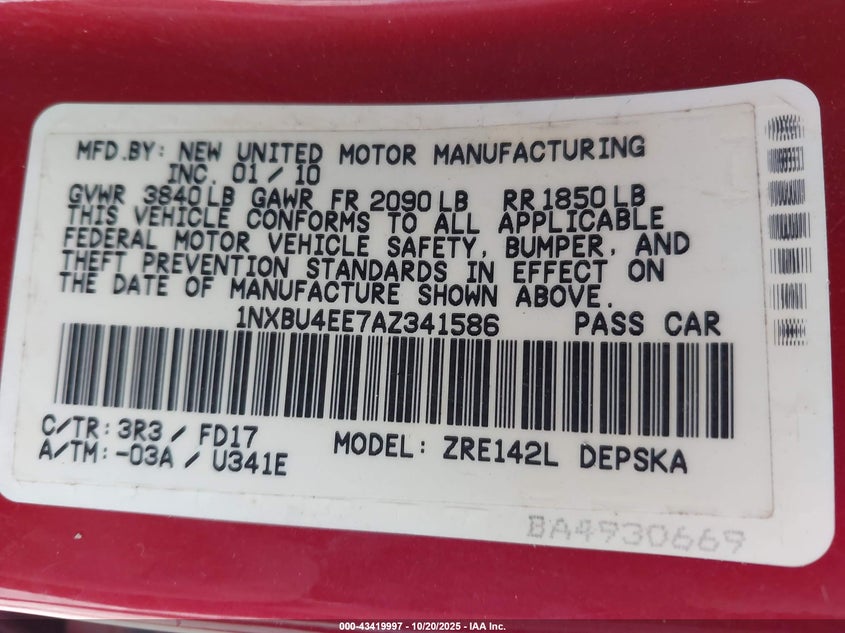 MFD.BY: NEW UNITED MOTOR MANUFACTURING
INC. 01/10
GVWR 3840LB GAWR FR 2090LB RR 1850LB
THIS VEHICLE CONFORMS TO ALL APPLICABLE
FEDERAL MOTOR VEHICLE SAFETY, BUMPER, AND
THEFT PREVENTION STANDARDS IN EFFECT ON
THE DATE OF MANUFACTURE SHOWN ABOVE.
1NXBU4EE7AZ341586 PASS CAR
C/TR: 3R3 / FD17
A/TM: -03A / U341E
MODEL: ZRE142L DEPSKA
BA4930669
000-43419997 - 10/20/2025 - IAA Inc.